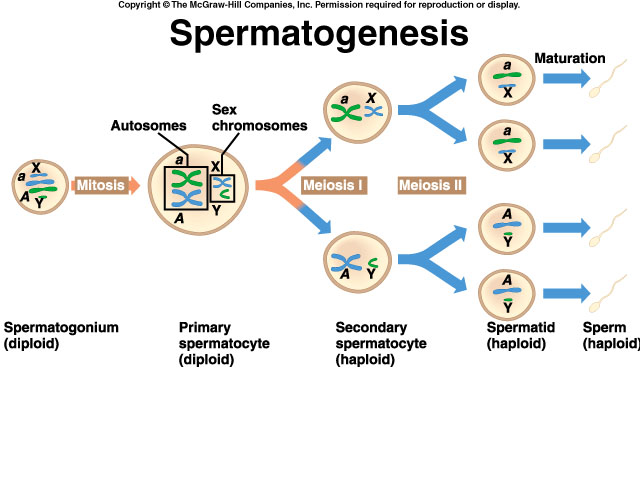 Copyright © The McGraw-Hill Companies, Inc. Permission required for reproduction or display.
Spermatogenesis
Maturation
Sex
chromosomes
Autosomes
a
X
a
X
a
X
A
Y
Mitosis
a
X
A
Y
Meiosis I
Meiosis II
a
X
A
Y
A
Y
A
Y
Spermatogonium
(diploid)
Primary
spermatocyte
(diploid)
Secondary
spermatocyte
(haploid)
Spermatid
(haploid)
Sperm
(haploid)